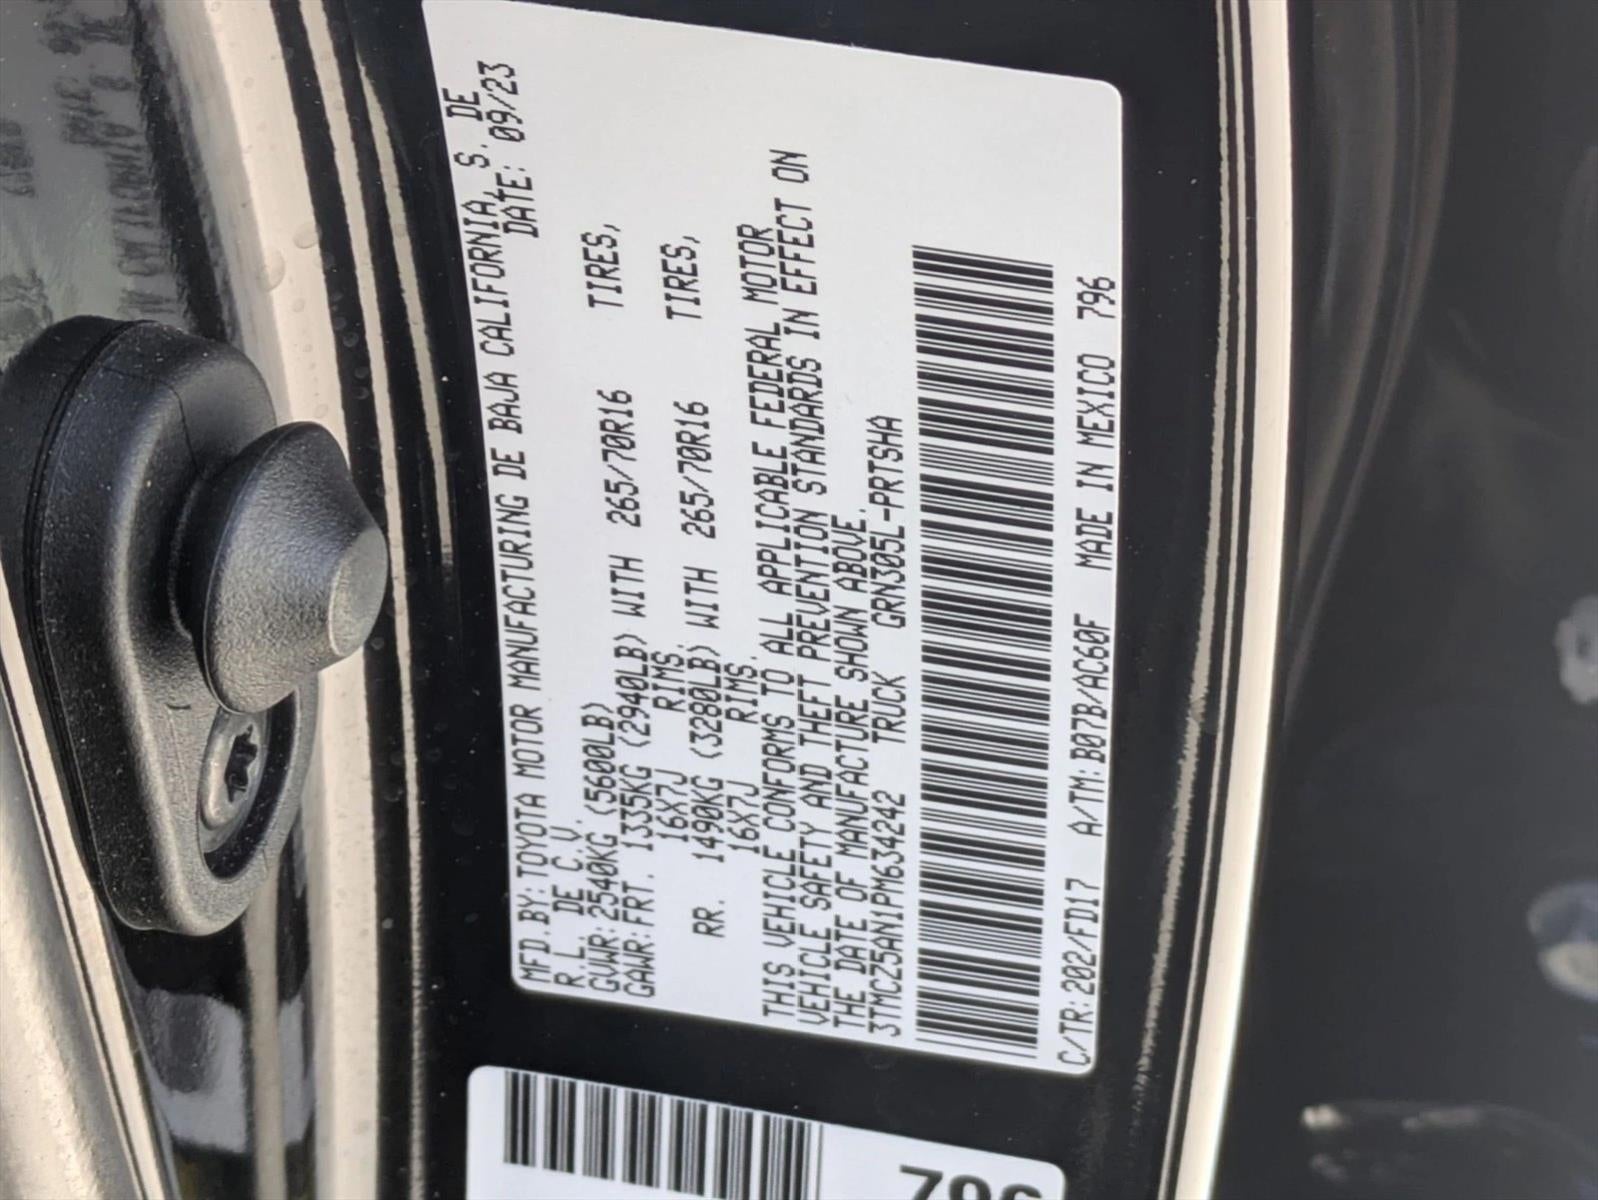 MFD.BY:TOYOTA MOTOR MANUFACTURING DE BAJA CALIFORNIA, S. DE
R.L. DE C.V. DATE: 09/23
GVWR:2540KG (5600LB)
GAWR:FRT. 1335KG (2940LB) WITH 265/70R16 TIRES,
16X7J RIMS.
RR. 1490KG (3280LB) WITH 265/70R16 TIRES,
16X7J RIMS.
THIS VEHICLE CONFORMS TO ALL APPLICABLE FEDERAL MOTOR
VEHICLE SAFETY AND THEFT PREVENTION STANDARDS IN EFFECT ON
THE DATE OF MANUFACTURE SHOWN ABOVE.
3TMCZ5AN1PM634242 TRUCK GRN305L-PRTSHA
C/TR:202/FD17 A/TM:B07B/AC60F MADE IN MEXICO 796
796